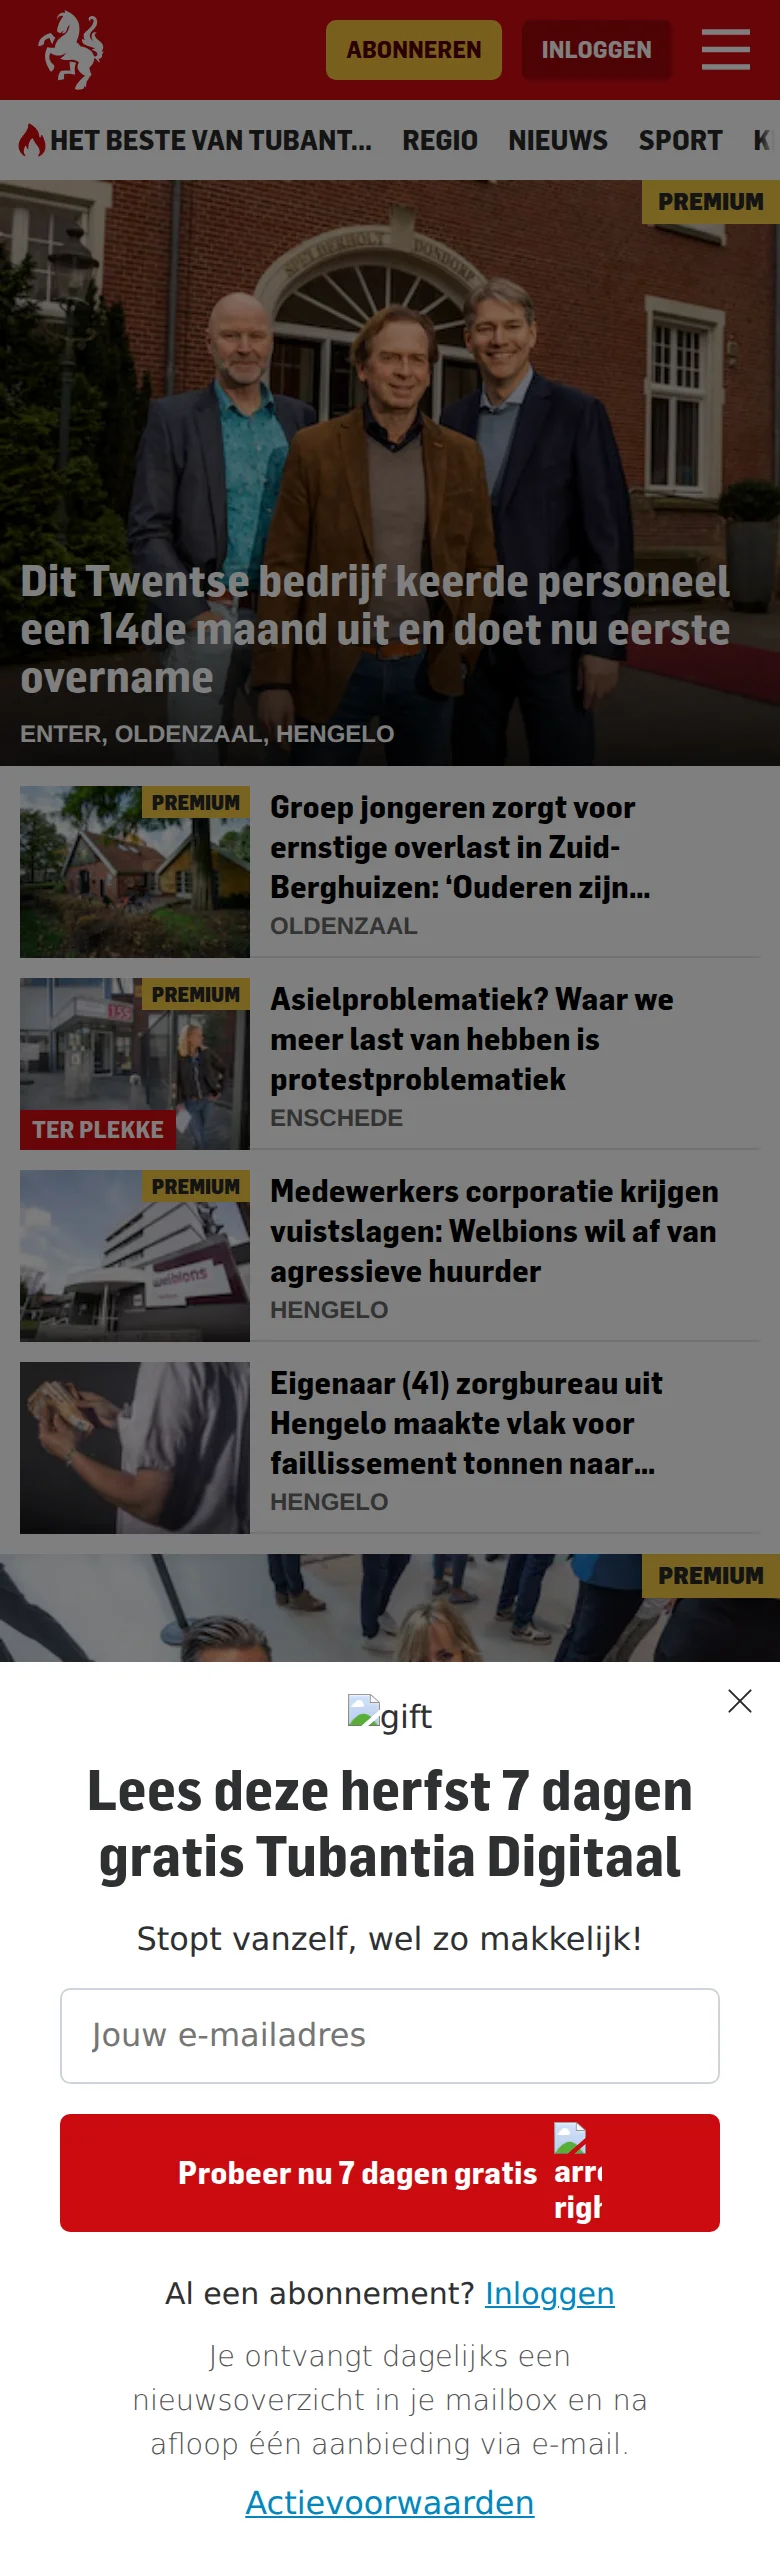 ABONNEREN
INLOGGEN
HET BESTE VAN TUBANT...
REGIO
NIEUWS
SPORT
PREMIUM
Dit Twentse bedrijf keerde personeel
een 14de maand uit en doet nu eerste
overname
ENTER, OLDENZAAL, HENGELO
PREMIUM
Groep jongeren zorgt voor
ernstige overlast in Zuid-
Berghuizen: ‘Ouderen zijn...
OLDENZAAL
PREMIUM
155
TER PLEKKE
Asielproblematiek? Waar we
meer last van hebben is
protestproblematiek
ENSCHEDE
PREMIUM
welbions
Medewerkers corporatie krijgen
vuistslagen: Welbions wil af van
agressieve huurder
HENGELO
Eigenaar (41) zorgbureau uit
Hengelo maakte vlak voor
faillissement tonnen naar...
HENGELO
PREMIUM
gift
Lees deze herfst 7 dagen
gratis Tubantia Digitaal
Stopt vanzelf, wel zo makkelijk!
Jouw e-mailadres
Probeer nu 7 dagen gratis
Al een abonnement? Inloggen
Je ontvangt dagelijks een
nieuwsoverzicht in je mailbox en na
afloop één aanbieding via e-mail.
Actievoorwaarden